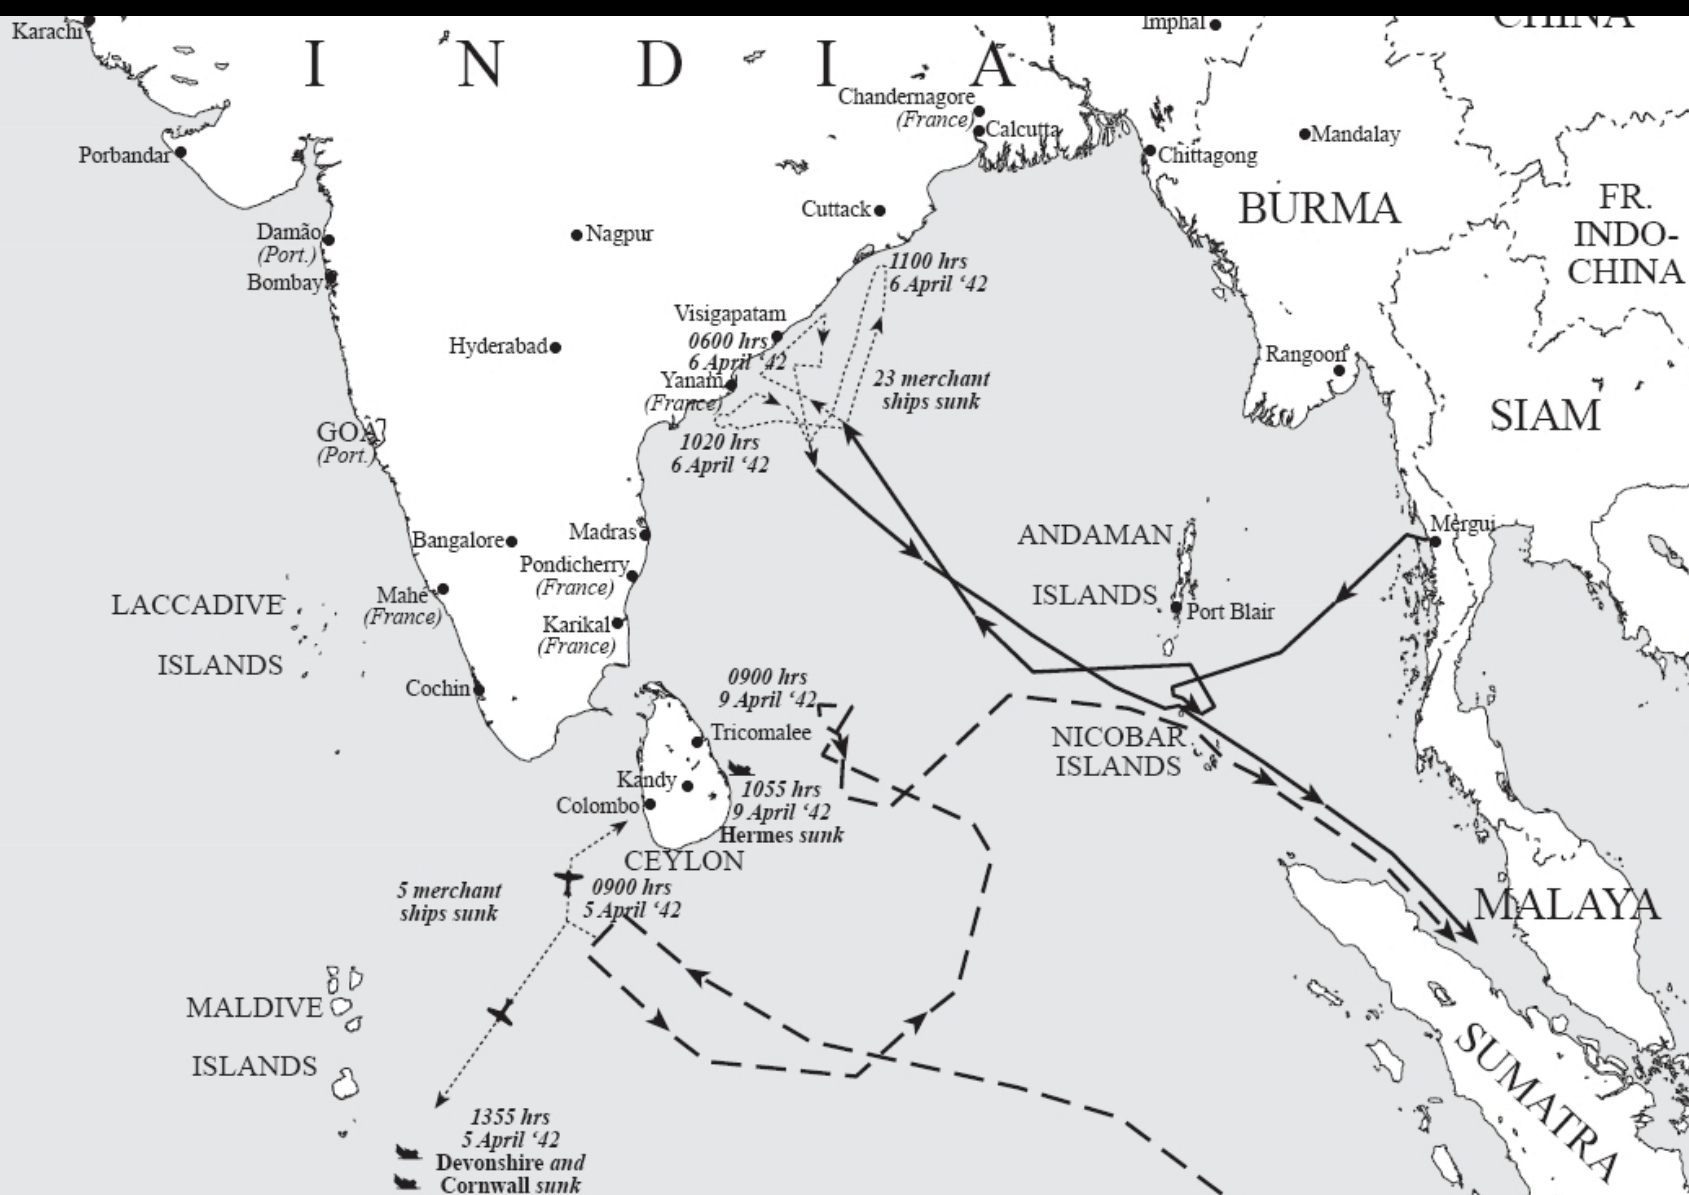 Karachi
I N D I A
Imphal
CHINA
Chandernagore
(France)
Calcutta
Mandalay
Porbandar
Chittagong
BURMA
FR.
INDO-
CHINA
Cuttack
Damão
(Port.)
Bombay
Nagpur
1100 hrs
6 April ‘42
Visigapatam
0600 hrs
6 April ‘42
Hyderabad
Yanam
(France)
Rangoon
23 merchant
ships sunk
SIAM
GOA
(Port.)
1020 hrs
6 April ‘42
Bangalore
Madras
ANDAMAN
ISLANDS
Mergui
Pondicherry
(France)
Mahé
(France)
LACCADIVE
ISLANDS
Port Blair
Karikal
(France)
Cochin
0900 hrs
9 April ‘42
Tricomalee
NICOBAR
ISLANDS
Kandy
Colombo
1055 hrs
9 April ‘42
Hermes sunk
CEYLON
5 merchant
ships sunk
0900 hrs
5 April ‘42
MALAYA
MALDIVE
ISLANDS
SUMATRA
1355 hrs
5 April ‘42
Devonshire and
Cornwall sunk